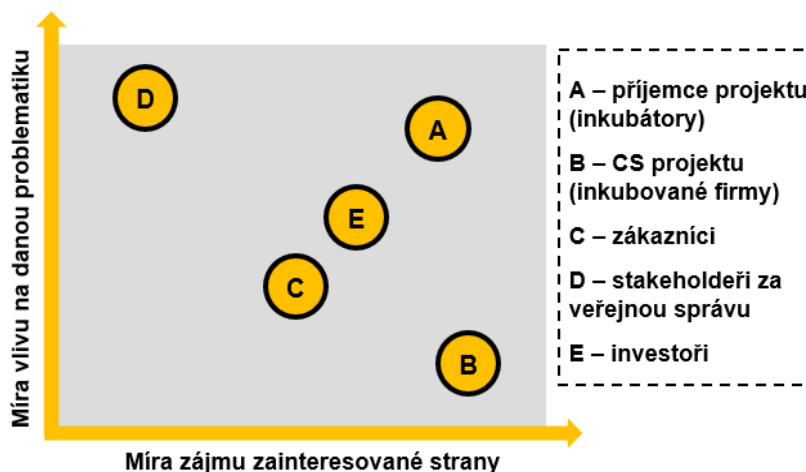 Míra vlivu na danou problematiku
D
A
E
C
B
Míra zájmu zainteresované strany
A – příjemce projektu
(inkubátory)
B – CS projektu
(inkubované firmy)
C – zákazníci
D – stakeholdeři za
veřejnou správu
E – investoři